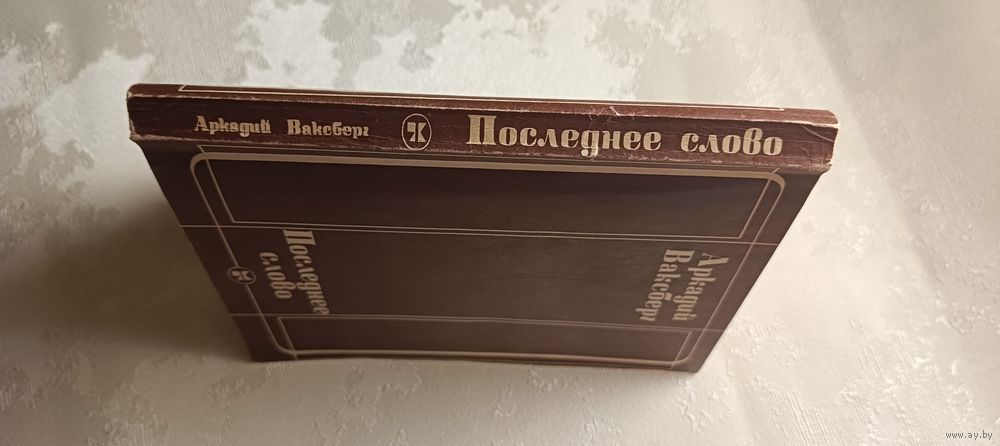 Аркадий Ваксберг Последнее слово
Аркадий
Ваксберг
Последнее
слово
www.ay.by